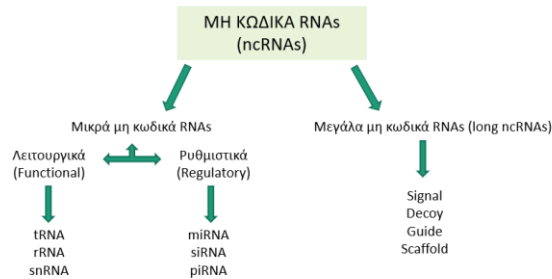 ΜΗ ΚΩΔΙΚΑ RNAs
(ncRNAs)
Μικρά μη κωδικά RNAs
Μεγάλα μη κωδικά RNAs (long ncRNAs)
Λειτουργικά
(Functional)
Ρυθμιστικά
(Regulatory)
tRNA
rRNA
snRNA
miRNA
siRNA
piRNA
Signal
Decoy
Guide
Scaffold